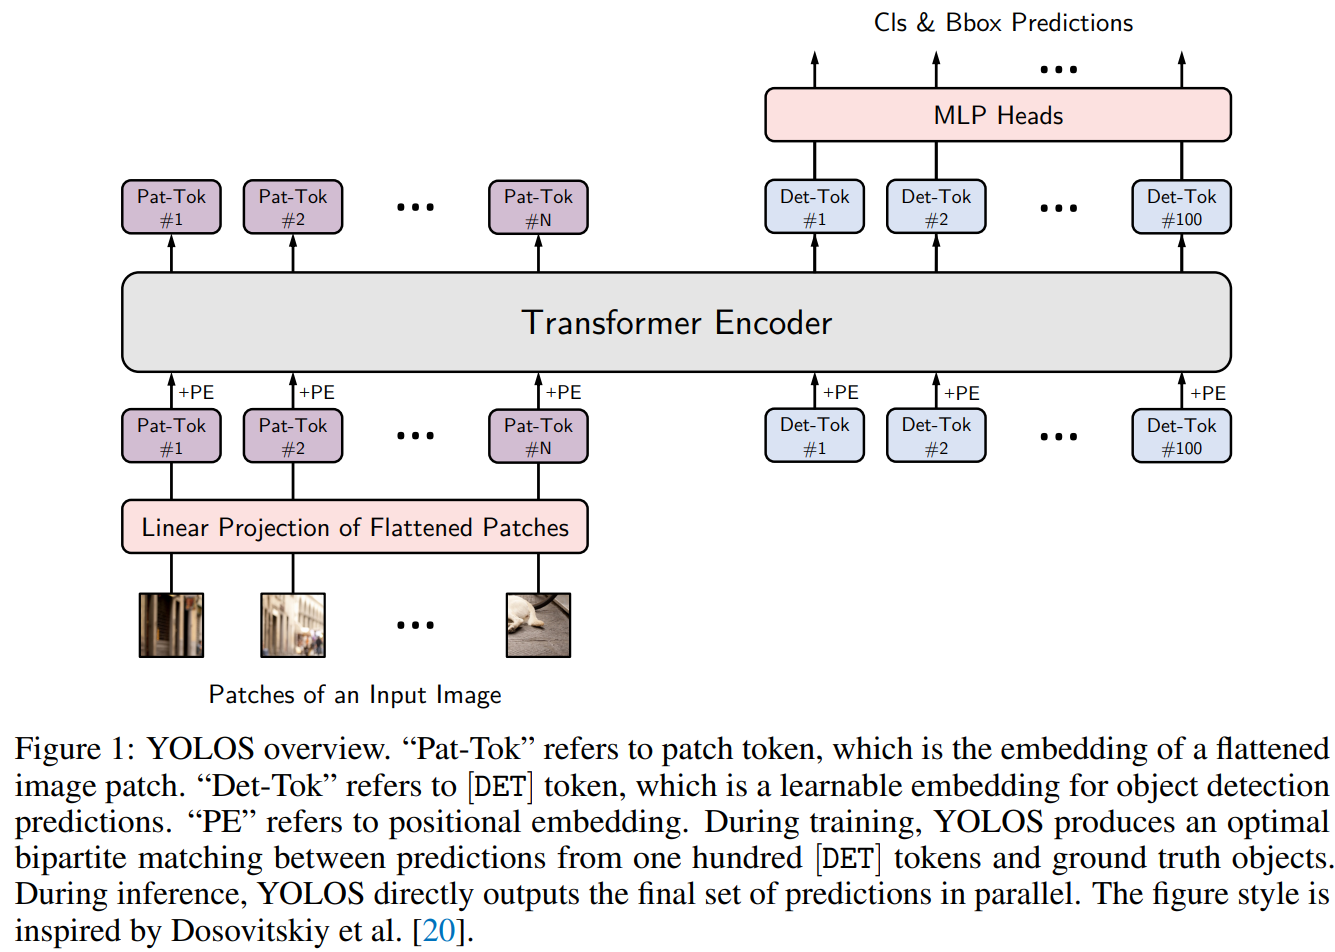 Cls & Bbox Predictions
MLP Heads
Pat-Tok #1
Pat-Tok #2
Pat-Tok #N
Det-Tok #1
Det-Tok #2
Det-Tok #100
Transformer Encoder
+PE
+PE
+PE
+PE
+PE
+PE
Pat-Tok #1
Pat-Tok #2
Pat-Tok #N
Det-Tok #1
Det-Tok #2
Det-Tok #100
Linear Projection of Flattened Patches
Patches of an Input Image
Figure 1: YOLOS overview. “Pat-Tok” refers to patch token, which is the embedding of a flattened
image patch. “Det-Tok” refers to [DET] token, which is a learnable embedding for object detection
predictions. “PE” refers to positional embedding. During training, YOLOS produces an optimal
bipartite matching between predictions from one hundred [DET] tokens and ground truth objects.
During inference, YOLOS directly outputs the final set of predictions in parallel. The figure style is
inspired by Dosovitskiy et al. [20].